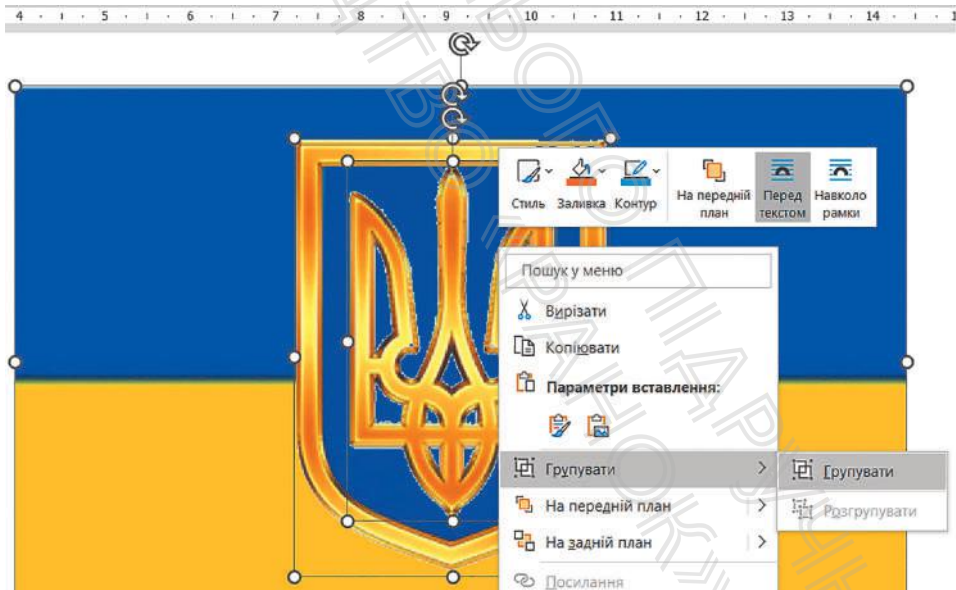 4 5 6 7 8 9 10 11 12 13 14
Стиль Заливка Контур На передній план Перед текстом Навколо рамки
Пошук у меню
Вирізати
Копіювати
Параметри вставлення:
Групувати
Групувати
На передній план
Розгрупувати
На задній план
Посилання